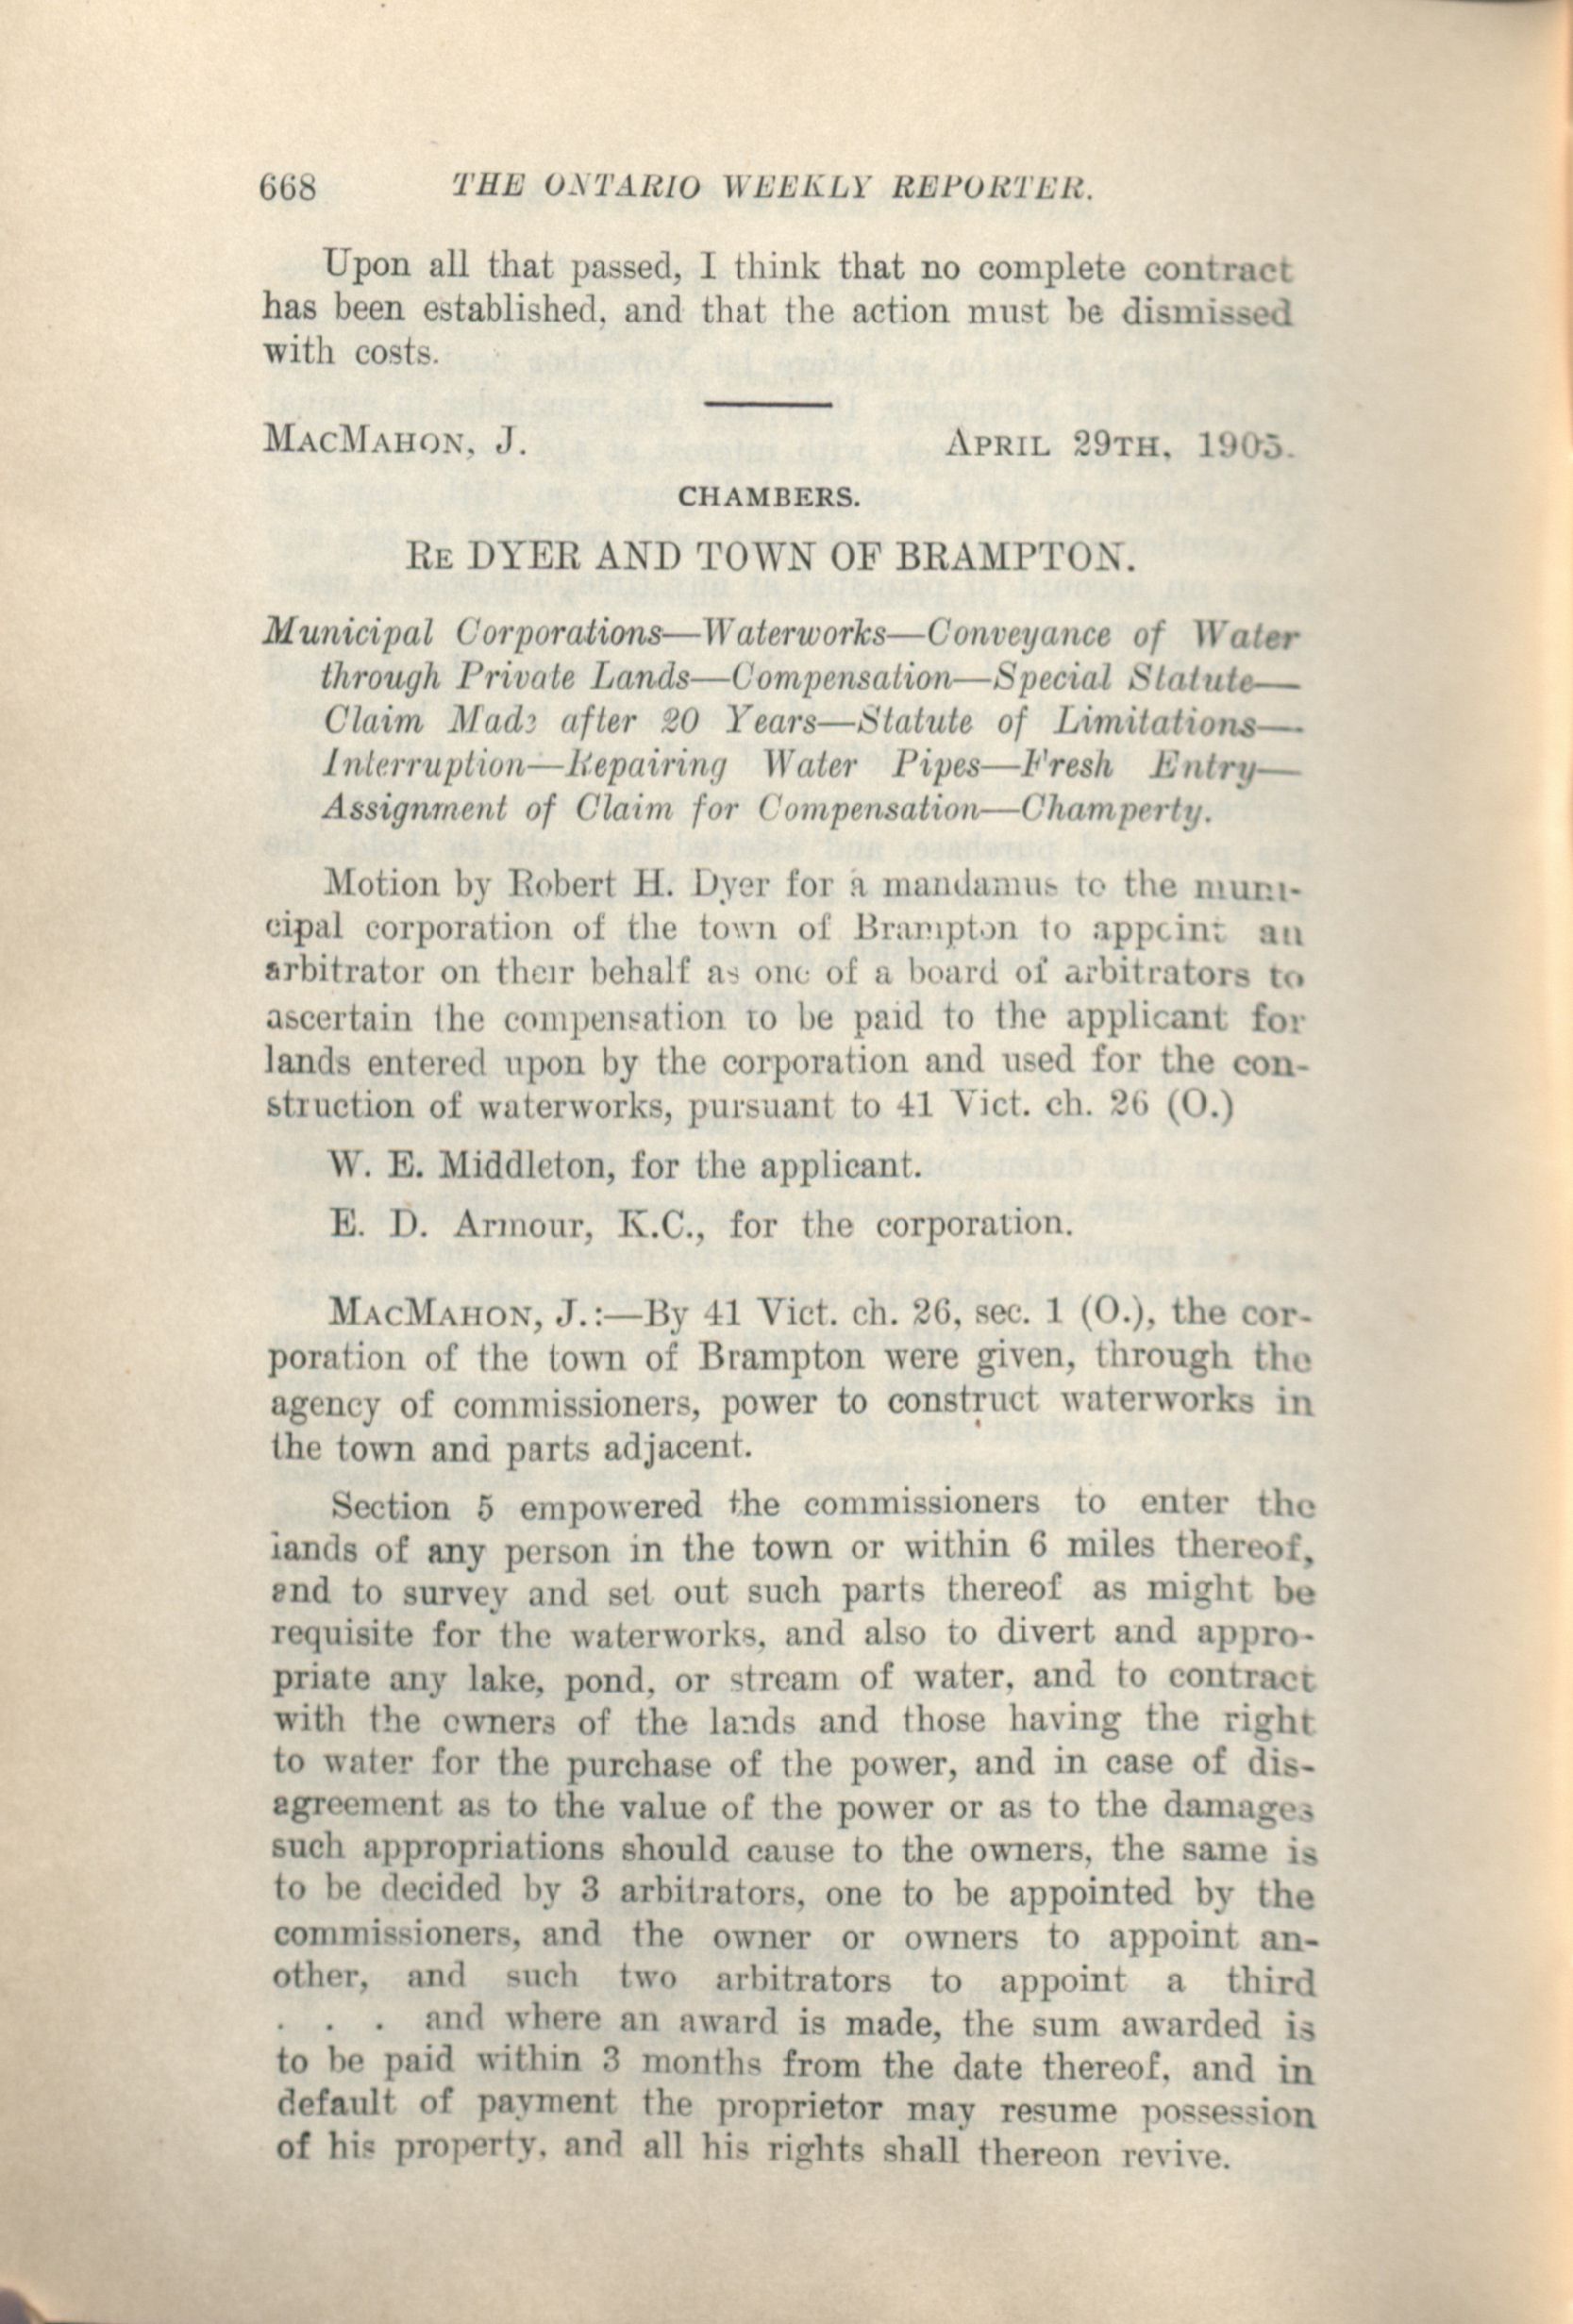 668 THE ONTARIO WEEKLY REPORTER.
Upon all that passed, I think that no complete contract
has been established, and that the action must be dismissed
with costs.
MACMAHON, J. APRIL 29TH, 1905.
CHAMBERS.
RE DYER AND TOWN OF BRAMPTON.
Municipal Corporations—Waterworks—Conveyance of Water
through Private Lands—Compensation—Special Statute—
Claim Made after 20 Years—Statute of Limitations—
Interruption—Repairing Water Pipes—Fresh Entry—
Assignment of Claim for Compensation—Champerty.
Motion by Robert H. Dyer for a mandamus to the muni-
cipal corporation of the town of Brampton to appoint an
arbitrator on their behalf as one of a board of arbitrators to
ascertain the compensation to be paid to the applicant for
lands entered upon by the corporation and used for the con-
struction of waterworks, pursuant to 41 Vict. ch. 26 (O.)
W. E. Middleton, for the applicant.
E. D. Armour, K.C., for the corporation.
MACMAHON, J.:—By 41 Vict. ch. 26, sec. 1 (O.), the cor-
poration of the town of Brampton were given, through the
agency of commissioners, power to construct waterworks in
the town and parts adjacent.
Section 5 empowered the commissioners to enter the
lands of any person in the town or within 6 miles thereof,
and to survey and set out such parts thereof as might be
requisite for the waterworks, and also to divert and appro-
priate any lake, pond, or stream of water, and to contract
with the owners of the lands and those having the right
to water for the purchase of the power, and in case of dis-
agreement as to the value of the power or as to the damages
such appropriations should cause to the owners, the same is
to be decided by 3 arbitrators, one to be appointed by the
commissioners, and the owner or owners to appoint an-
other, and such two arbitrators to appoint a third
. . . and where an award is made, the sum awarded is
to be paid within 3 months from the date thereof, and in
default of payment the proprietor may resume possession
of his property, and all his rights shall thereon revive.